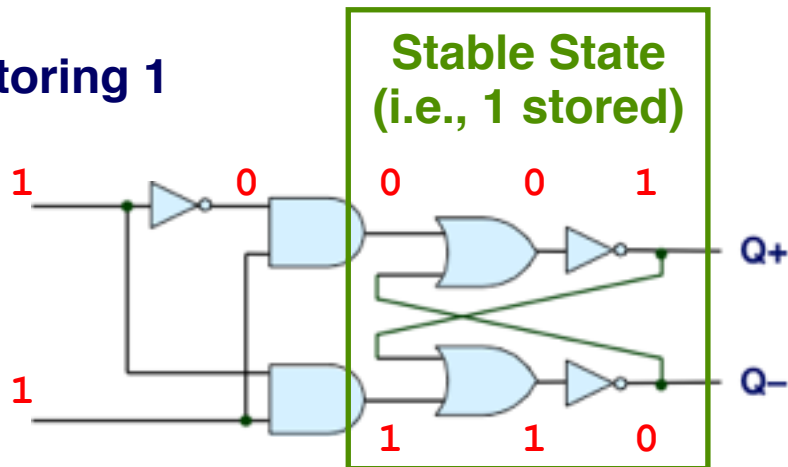 toring 1
Stable State
(i.e., 1 stored)
1 0 0 0 1
Q+
1
Q–
1 1 0